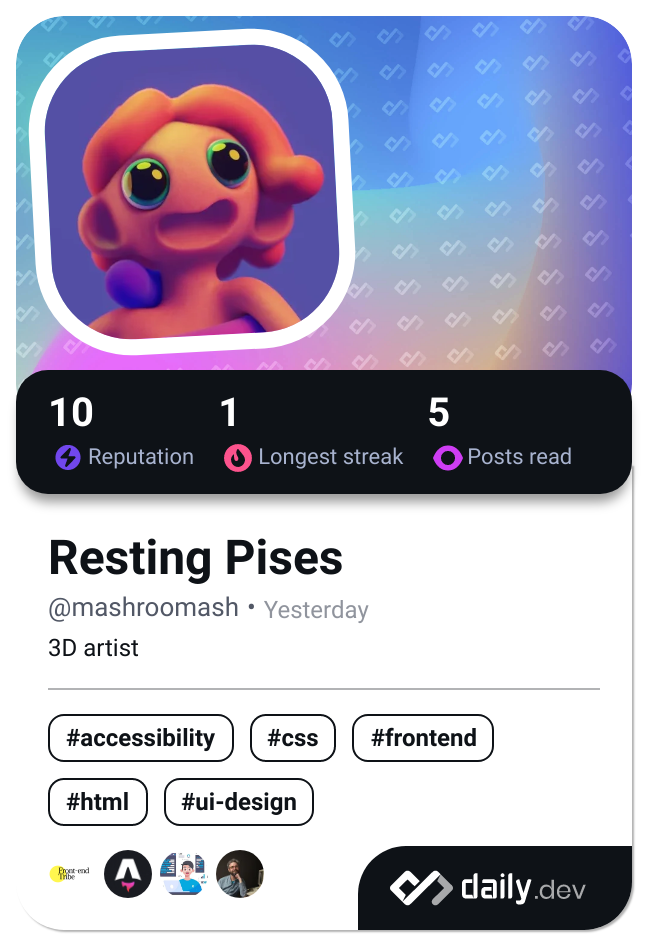 10 1 5
Reputation Longest streak Posts read
Resting Pises
@mashroomash • Yesterday
3D artist
#accessibility #css #frontend
#html #ui-design
Front-end
Tribe
daily.dev